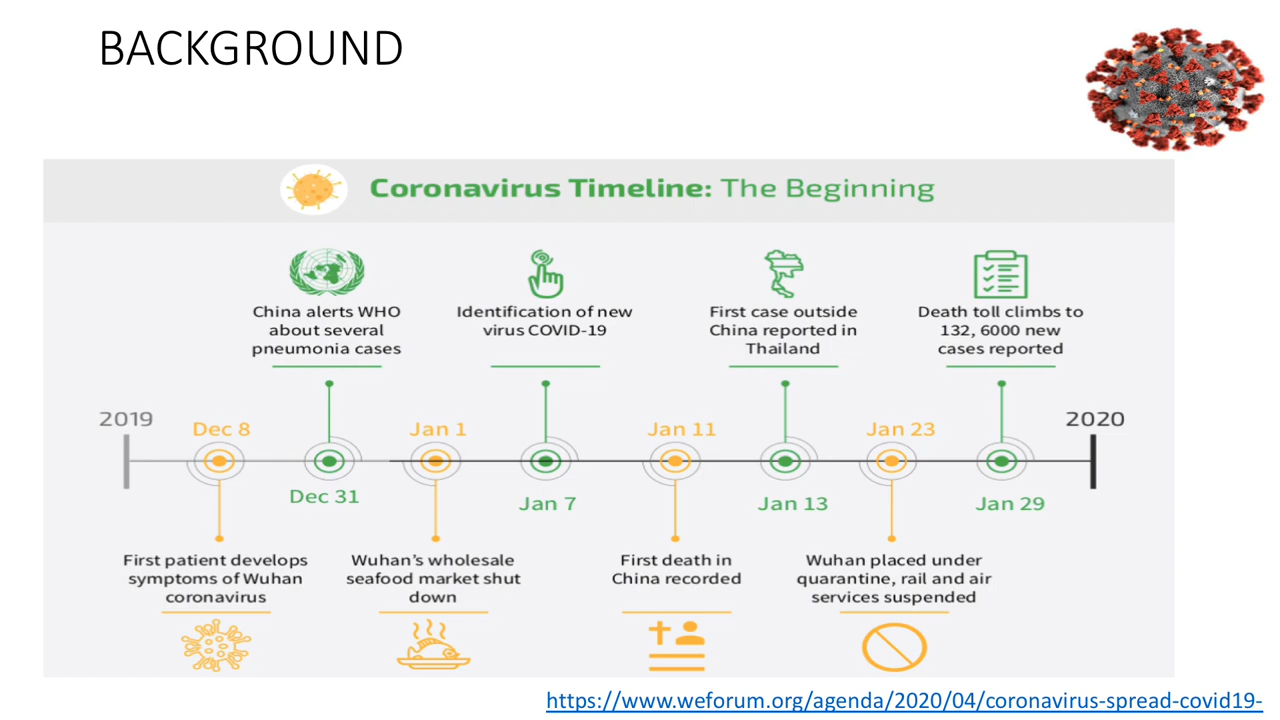 BACKGROUND
Coronavirus Timeline: The Beginning
China alerts WHO
about several
pneumonia cases
Identification of new
virus COVID-19
First case outside
China reported in
Thailand
Death toll climbs to
132, 6000 new
cases reported
2019
Dec 8
Dec 31
Jan 1
Jan 7
Jan 11
Jan 13
Jan 23
Jan 29
2020
First patient develops
symptoms of Wuhan
coronavirus
Wuhan's wholesale
seafood market shut
down
First death in
China recorded
Wuhan placed under
quarantine, rail and air
services suspended
https://www.weforum.org/agenda/2020/04/coronavirus-spread-covid19-